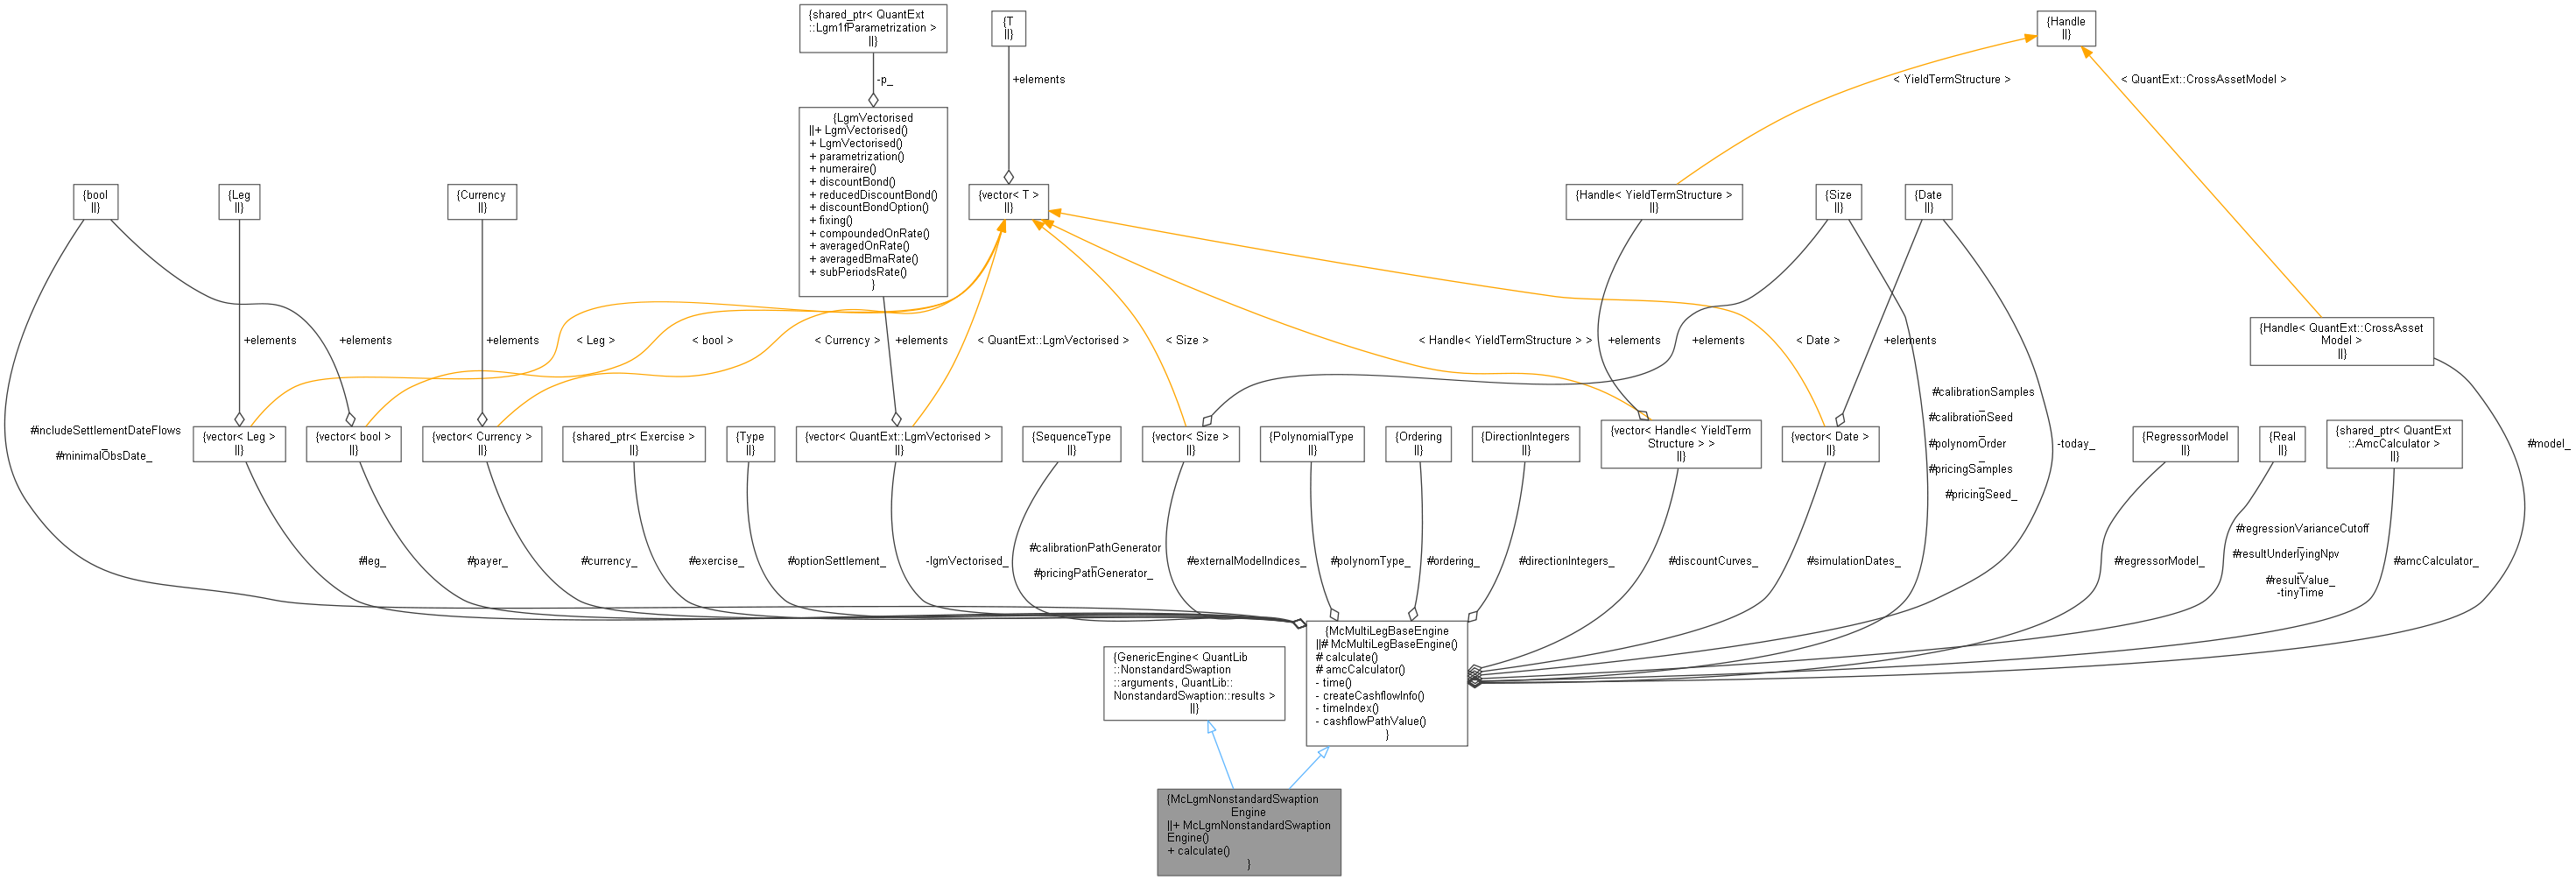 {shared_ptr< QuantExt
::Lgm1fParametrization >
||}
{T
||}
{Handle
||}
-p_
+elements
< YieldTermStructure >
< QuantExt::CrossAssetModel >
{LgmVectorised
||+ LgmVectorised()
+ LgmVectorised()
+ parametrization()
+ numeraire()
+ discountBond()
+ reducedDiscountBond()
+ discountBondOption()
+ fixing()
+ compoundedOnRate()
+ averagedOnRate()
+ averagedBmaRate()
+ subPeriodsRate()
}
{bool
||}
{Leg
||}
{Currency
||}
{vector< T >
||}
{Handle< YieldTermStructure >
||}
{Size
||}
{Date
||}
{Handle< QuantExt::CrossAsset
Model >
||}
+elements
+elements
+elements
< Leg >
< bool >
< Currency >
+elements
< QuantExt::LgmVectorised >
< Size >
< Handle< YieldTermStructure > >
+elements
+elements
< Date >
+elements
#includeSettlementDateFlows
_
#minimalObsDate_
{vector< Leg >
||}
{vector< bool >
||}
{vector< Currency >
||}
{shared_ptr< Exercise >
||}
{Type
||}
{vector< QuantExt::LgmVectorised >
||}
{SequenceType
||}
{vector< Size >
||}
{PolynomialType
||}
{Ordering
||}
{DirectionIntegers
||}
{vector< Handle< YieldTerm
Structure > >
||}
{vector< Date >
||}
#calibrationSamples
_
#calibrationSeed
_
#polynomOrder
_
#pricingSamples
_
#pricingSeed_
-today_
{RegressorModel
||}
{Real
||}
{shared_ptr< QuantExt
::AmcCalculator >
||}
#model_
#leg_
#payer_
#currency_
#exercise_
#optionSettlement_
-lgmVectorised_
#calibrationPathGenerator
_
#pricingPathGenerator_
#externalModelIndices_
#polynomType_
#ordering_
#directionIntegers_
#discountCurves_
#simulationDates_
#regressorModel_
#regressionVarianceCutoff
_
#resultUnderlyingNpv
_
#resultValue_
-tinyTime
#amcCalculator_
{GenericEngine< QuantLib
::NonstandardSwaption
::arguments, QuantLib::
NonstandardSwaption::results >
||}
{McMultiLegBaseEngine
||# McMultiLegBaseEngine()
# calculate()
# amcCalculator()
- time()
- createCashflowInfo()
- timeIndex()
- cashflowPathValue()
}
{McLgmNonstandardSwaption
Engine
||+ McLgmNonstandardSwaption
Engine()
+ calculate()
}